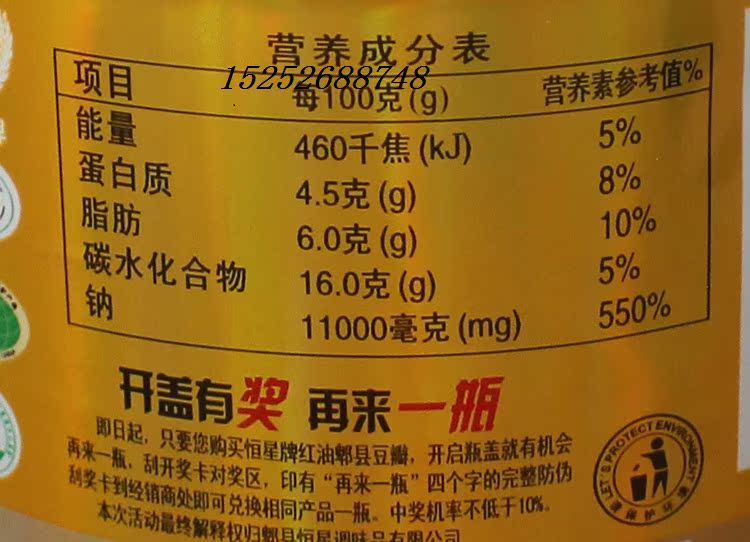 营养成分表
15252688748
项目 每100克(g) 营养素参考值%
能量 460千焦(kJ) 5%
蛋白质 4.5克(g) 8%
脂肪 6.0克(g) 10%
碳水化合物 16.0克(g) 5%
钠 11000毫克(mg) 550%
开盖有奖 再来一瓶
即日起，只要您购买恒星牌红油郫县豆瓣，开启瓶盖就有机会
再来一瓶，刮开奖卡对奖区，印有“再来一瓶”四个字的完整防伪
刮奖卡到经销商处即可兑换相同产品一瓶。中奖机率不低于10%。
本次活动最终解释权归郫县恒星调味品有限公司
LET'S PROTECT ENVIRONMENT